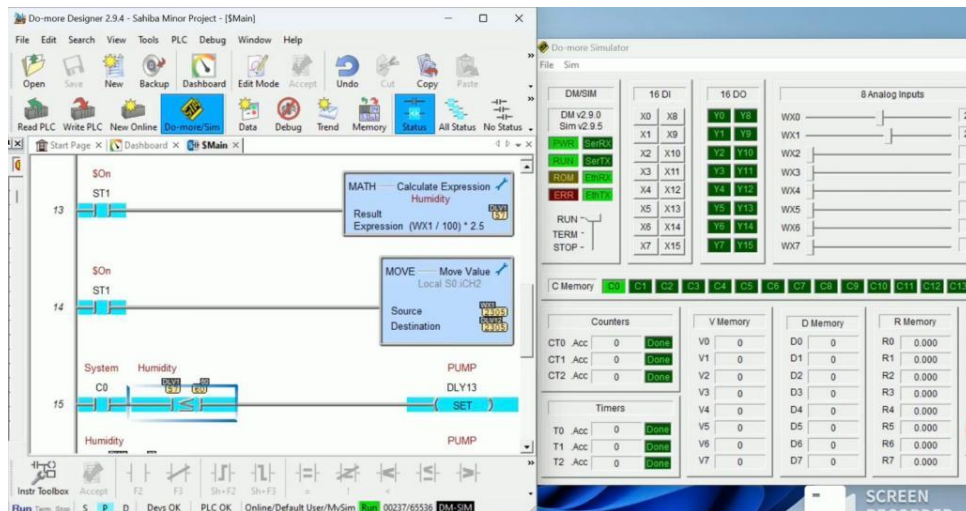 Do-more Designer 2.9.4 - Sahiba Minor Project - [$Main]
File Edit Search View Tools PLC Debug Window Help
Open Save New Backup Dashboard Edit Mode Accept Undo Cut Copy Paste
Read PLC Write PLC New Online Do-more/Sim Data Debug Trend Memory Status All Status No Status
Start Page Dashboard $Main
$On
ST1
13
MATH Calculate Expression
Humidity
Result
57
Expression (WX1 / 100) * 2.5
$On
ST1
14
MOVE Move Value
Local S0:iCH2
Source
2305
Destination
2305
System Humidity PUMP
C0 DLY13
15
≤
SET
Humidity PUMP
Instr Toolbox Accept F2 F3 Sh+F2 Sh+F3
Run Term Stop S P D Devs OK PLC OK Online/Default User/MvSim Run 00237/65536 DM-SIM
Do-more Simulator
File Sim
DM/SIM 16 DI 16 DO 8 Analog Inputs
DM v2.9.0
Sim v2.9.5
PWR SerRX
RUN SerTX
ROM EthRX
ERR EthTX
RUN -
TERM -
STOP -
X0 X8
X1 X9
X2 X10
X3 X11
X4 X12
X5 X13
X6 X14
X7 X15
Y0 Y8
Y1 Y9
Y2 Y10
Y3 Y11
Y4 Y12
Y5 Y13
Y6 Y14
Y7 Y15
WX0
WX1
WX2
WX3
WX4
WX5
WX6
WX7
C Memory C0 C1 C2 C3 C4 C5 C6 C7 C8 C9 C10 C11 C12 C13
Counters
CT0 .Acc 0 Done
CT1 .Acc 0 Done
CT2 .Acc 0 Done
Timers
T0 .Acc 0 Done
T1 .Acc 0 Done
T2 .Acc 0 Done
V Memory
V0 0
V1 0
V2 0
V3 0
V4 0
V5 0
V6 0
V7 0
D Memory
D0 0
D1 0
D2 0
D3 0
D4 0
D5 0
D6 0
D7 0
R Memory
R0 0.000
R1 0.000
R2 0.000
R3 0.000
R4 0.000
R5 0.000
R6 0.000
R7 0.000
SCREEN